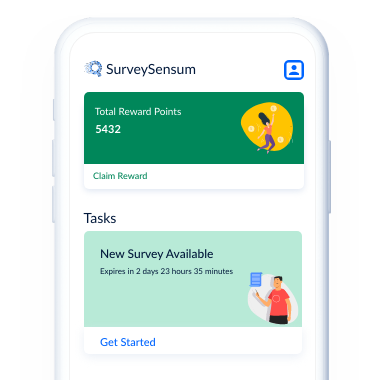 SurveySensum
Total Reward Points
5432
Claim Reward
Tasks
New Survey Available
Expires in 2 days 23 hours 35 minutes
Get Started